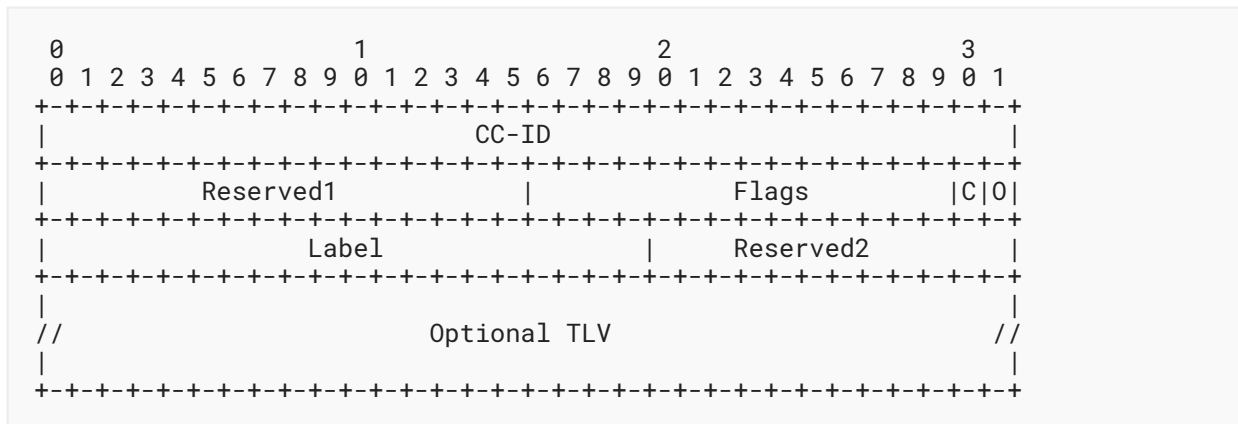 0                   1                   2                   3
 0 1 2 3 4 5 6 7 8 9 0 1 2 3 4 5 6 7 8 9 0 1 2 3 4 5 6 7 8 9 0 1
+-+-+-+-+-+-+-+-+-+-+-+-+-+-+-+-+-+-+-+-+-+-+-+-+-+-+-+-+-+-+-+-+
|                            CC-ID                              |
+-+-+-+-+-+-+-+-+-+-+-+-+-+-+-+-+-+-+-+-+-+-+-+-+-+-+-+-+-+-+-+-+
|          Reserved1            |             Flags         |C|O|
+-+-+-+-+-+-+-+-+-+-+-+-+-+-+-+-+-+-+-+-+-+-+-+-+-+-+-+-+-+-+-+-+
|                 Label                 |     Reserved2         |
+-+-+-+-+-+-+-+-+-+-+-+-+-+-+-+-+-+-+-+-+-+-+-+-+-+-+-+-+-+-+-+-+
|                                                               |
//                        Optional TLV                         //
|                                                               |
+-+-+-+-+-+-+-+-+-+-+-+-+-+-+-+-+-+-+-+-+-+-+-+-+-+-+-+-+-+-+-+-+